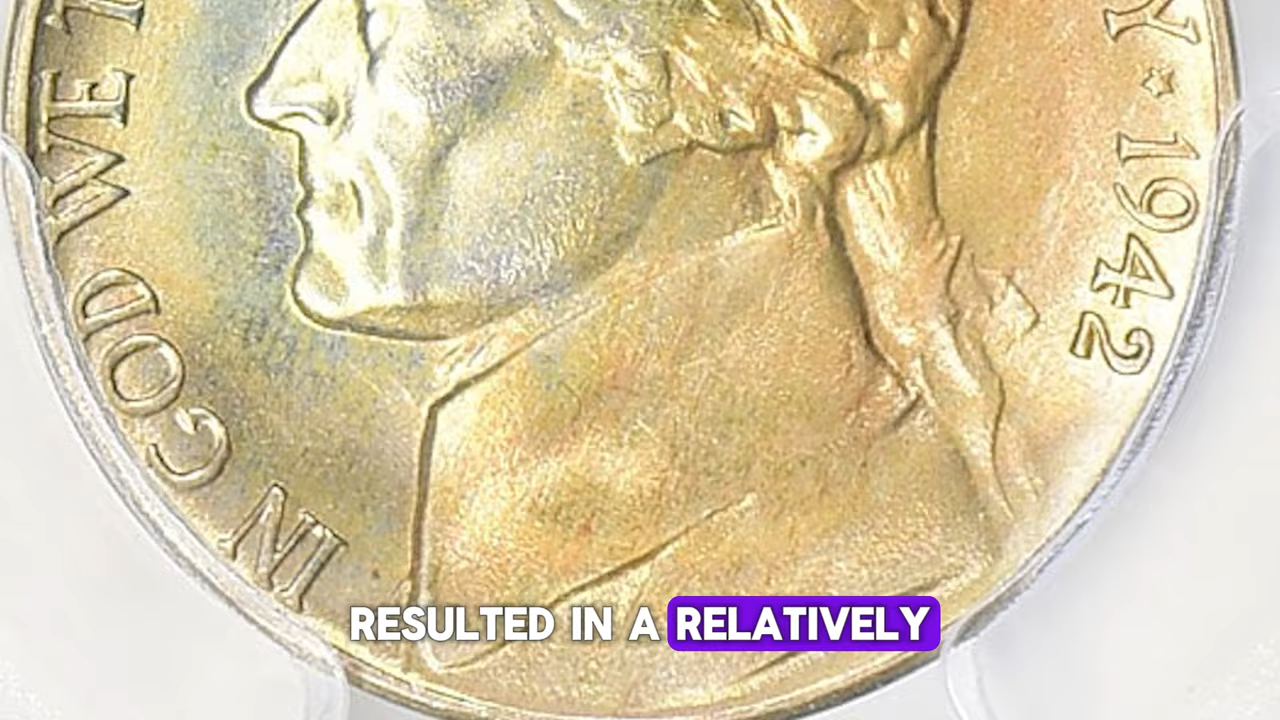 IN GOD WE T
Y ☆ 1942
RESULTED IN A RELATIVELY